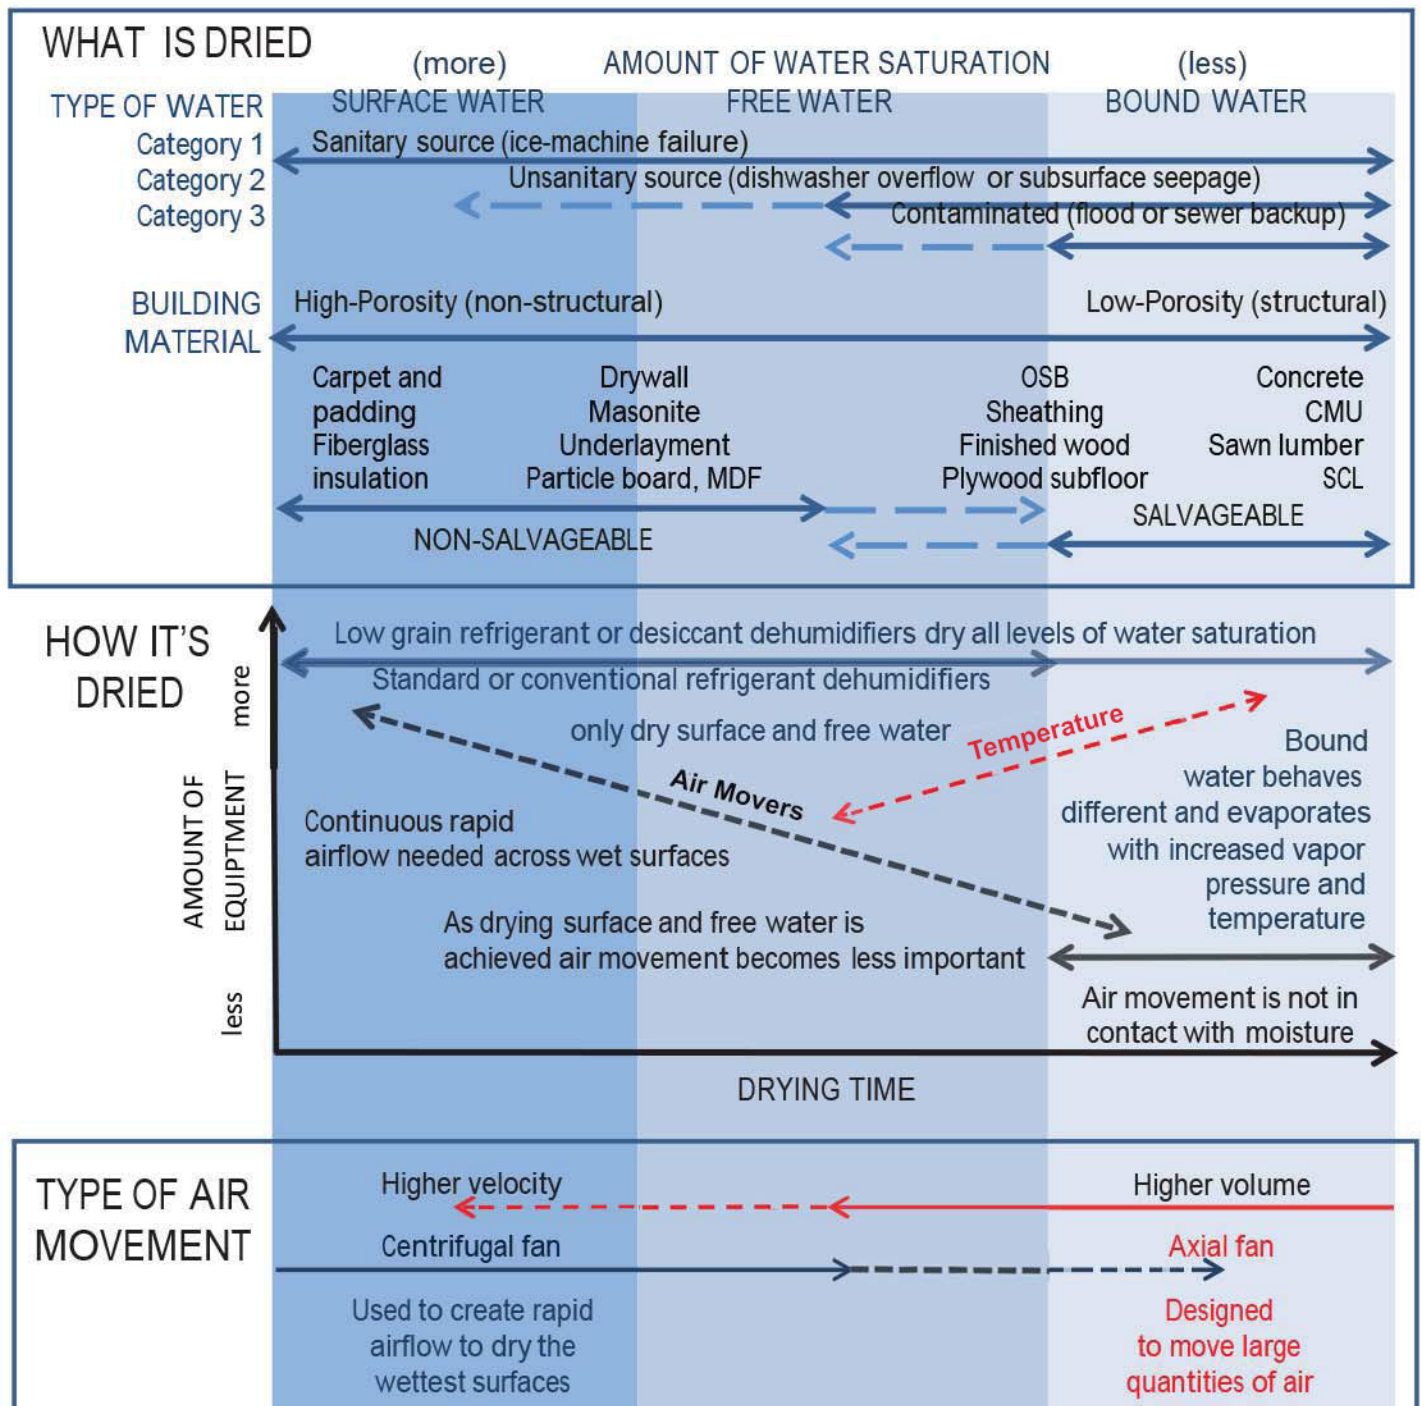 WHAT IS DRIED
(more)
AMOUNT OF WATER SATURATION
(less)
TYPE OF WATER
SURFACE WATER
FREE WATER
BOUND WATER
Category 1
Sanitary source (ice-machine failure)
Category 2
Unsanitary source (dishwasher overflow or subsurface seepage)
Category 3
Contaminated (flood or sewer backup)
BUILDING
MATERIAL
High-Porosity (non-structural)
Low-Porosity (structural)
Carpet and
padding
Fiberglass
insulation
Drywall
Masonite
Underlayment
Particle board, MDF
OSB
Sheathing
Finished wood
Plywood subfloor
Concrete
CMU
Sawn lumber
SCL
NON-SALVAGEABLE
SALVAGEABLE
HOW IT'S
DRIED
more
AMOUNT OF
EQUIPTMENT
less
Low grain refrigerant or desiccant dehumidifiers dry all levels of water saturation
Standard or conventional refrigerant dehumidifiers
only dry surface and free water
Temperature
Air Movers
Bound
water behaves
different and evaporates
with increased vapor
pressure and
temperature
Continuous rapid
airflow needed across wet surfaces
As drying surface and free water is
achieved air movement becomes less important
Air movement is not in
contact with moisture
DRYING TIME
TYPE OF AIR
MOVEMENT
Higher velocity
Higher volume
Centrifugal fan
Axial fan
Used to create rapid
airflow to dry the
wettest surfaces
Designed
to move large
quantities of air